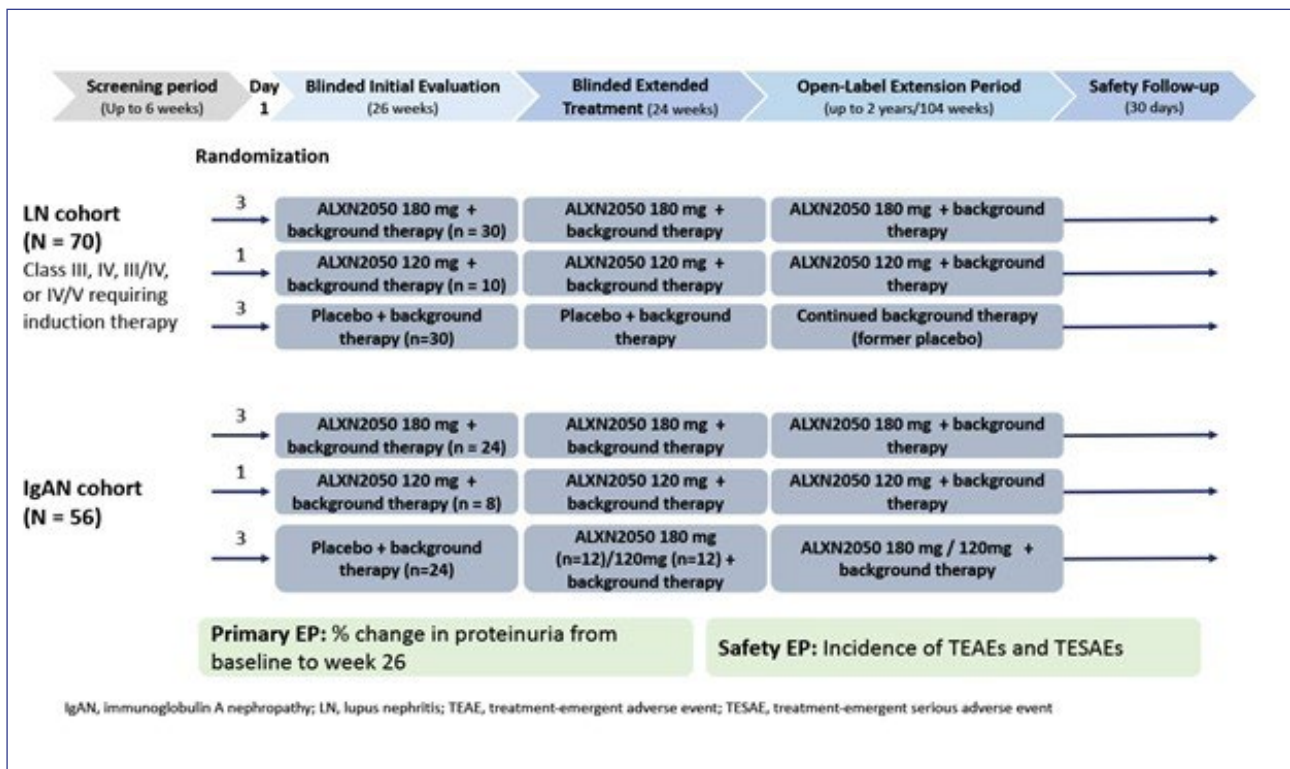 Screening period
(Up to 6 weeks)
Day
1
Blinded Initial Evaluation
(26 weeks)
Blinded Extended
Treatment (24 weeks)
Open-Label Extension Period
(up to 2 years/104 weeks)
Safety Follow-up
(30 days)
Randomization
LN cohort
(N = 70)
Class III, IV, III/IV,
or IV/V requiring
induction therapy
3
ALXN2050 180 mg +
background therapy (n = 30)
ALXN2050 180 mg +
background therapy
ALXN2050 180 mg + background
therapy
1
ALXN2050 120 mg +
background therapy (n = 10)
ALXN2050 120 mg +
background therapy
ALXN2050 120 mg + background
therapy
3
Placebo + background
therapy (n=30)
Placebo + background
therapy
Continued background therapy
(former placebo)
IgAN cohort
(N = 56)
3
ALXN2050 180 mg +
background therapy (n = 24)
ALXN2050 180 mg +
background therapy
ALXN2050 180 mg + background
therapy
1
ALXN2050 120 mg +
background therapy (n = 8)
ALXN2050 120 mg +
background therapy
ALXN2050 120 mg + background
therapy
3
Placebo + background
therapy (n=24)
ALXN2050 180 mg
(n=12)/120mg (n=12) +
background therapy
ALXN2050 180 mg / 120mg +
background therapy
Primary EP: % change in proteinuria from
baseline to week 26
Safety EP: Incidence of TEAEs and TESAEs
IgAN, immunoglobulin A nephropathy; LN, lupus nephritis; TEAE, treatment-emergent adverse event; TESAE, treatment-emergent serious adverse event